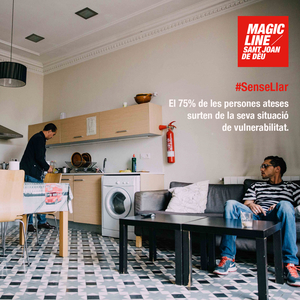 MAGIC
LINE
SANT JOAN
DE DÉU
#SenseLlar
El 75% de les persones ateses
surten de la seva situació
de vulnerabilitat.